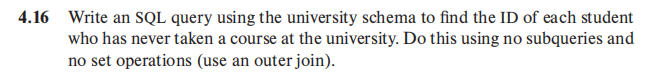 4.16 Write an SQL query using the university schema to find the ID of each student
who has never taken a course at the university. Do this using no subqueries and
no set operations (use an outer join).